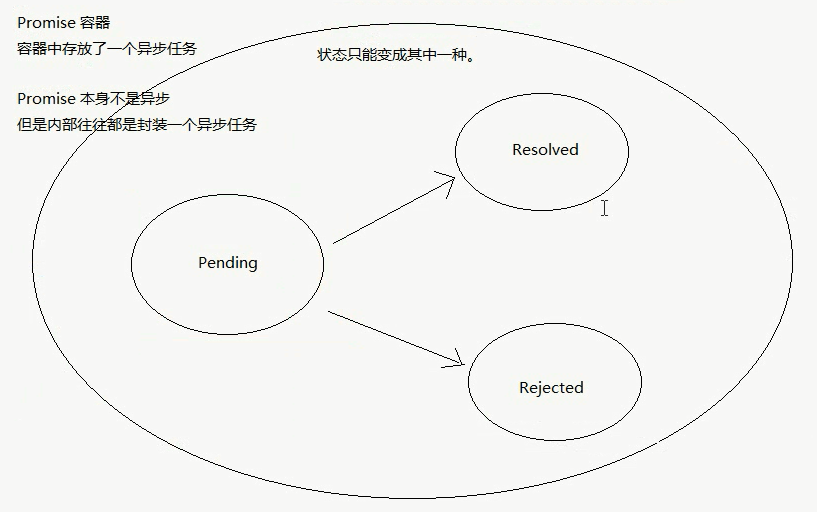 Promise 容器
容器中存放了一个异步任务
状态只能变成其中一种。
Promise 本身不是异步
但是内部往往都是封装一个异步任务
Resolved
Pending
Rejected